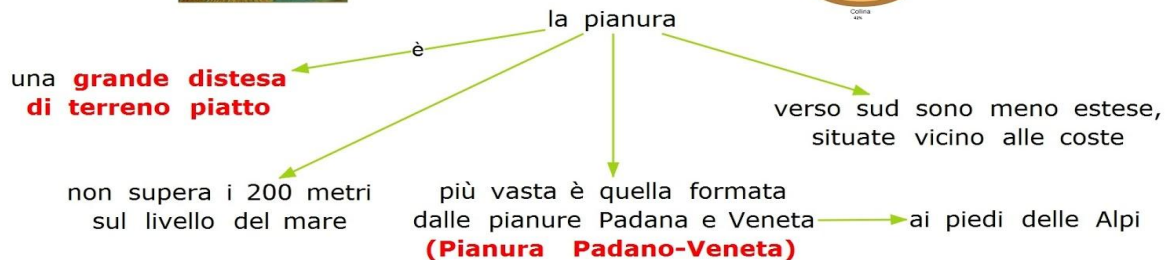 Collina
42%
la pianura
è
una grande distesa
di terreno piatto
verso sud sono meno estese,
situate vicino alle coste
non supera i 200 metri
sul livello del mare
più vasta è quella formata
dalle pianure Padana e Veneta
(Pianura Padano-Veneta)
ai piedi delle Alpi